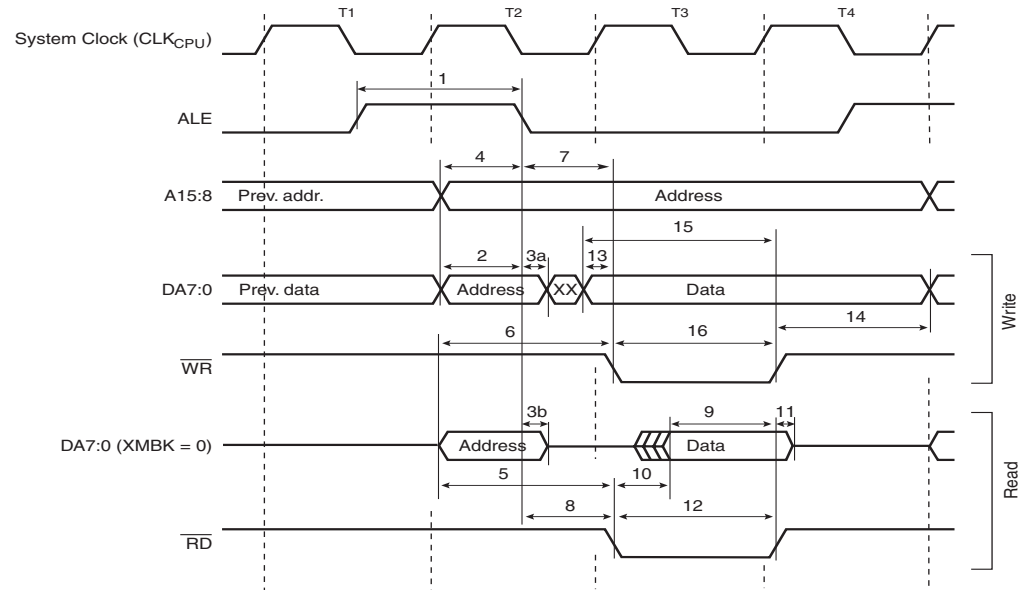 T1 T2 T3 T4
System Clock (CLKCPU)
1
ALE
4 7
A15:8 Prev. addr. Address
15
2 3a 13
DA7:0 Prev. data Address XX Data
14
6 16
WR
Write
3b 9 11
DA7:0 (XMBK = 0) Address Data
5 10
8 12
RD
Read